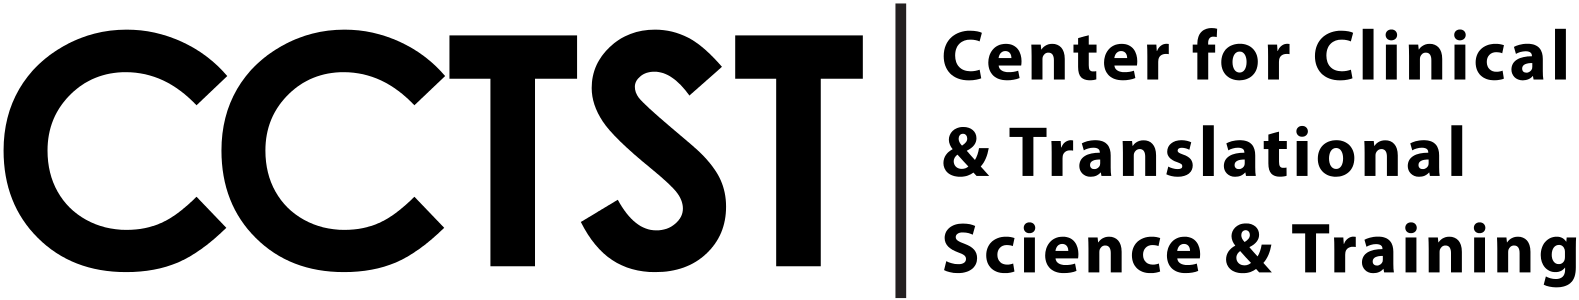 CCTST
Center for Clinical
& Translational
Science & Training